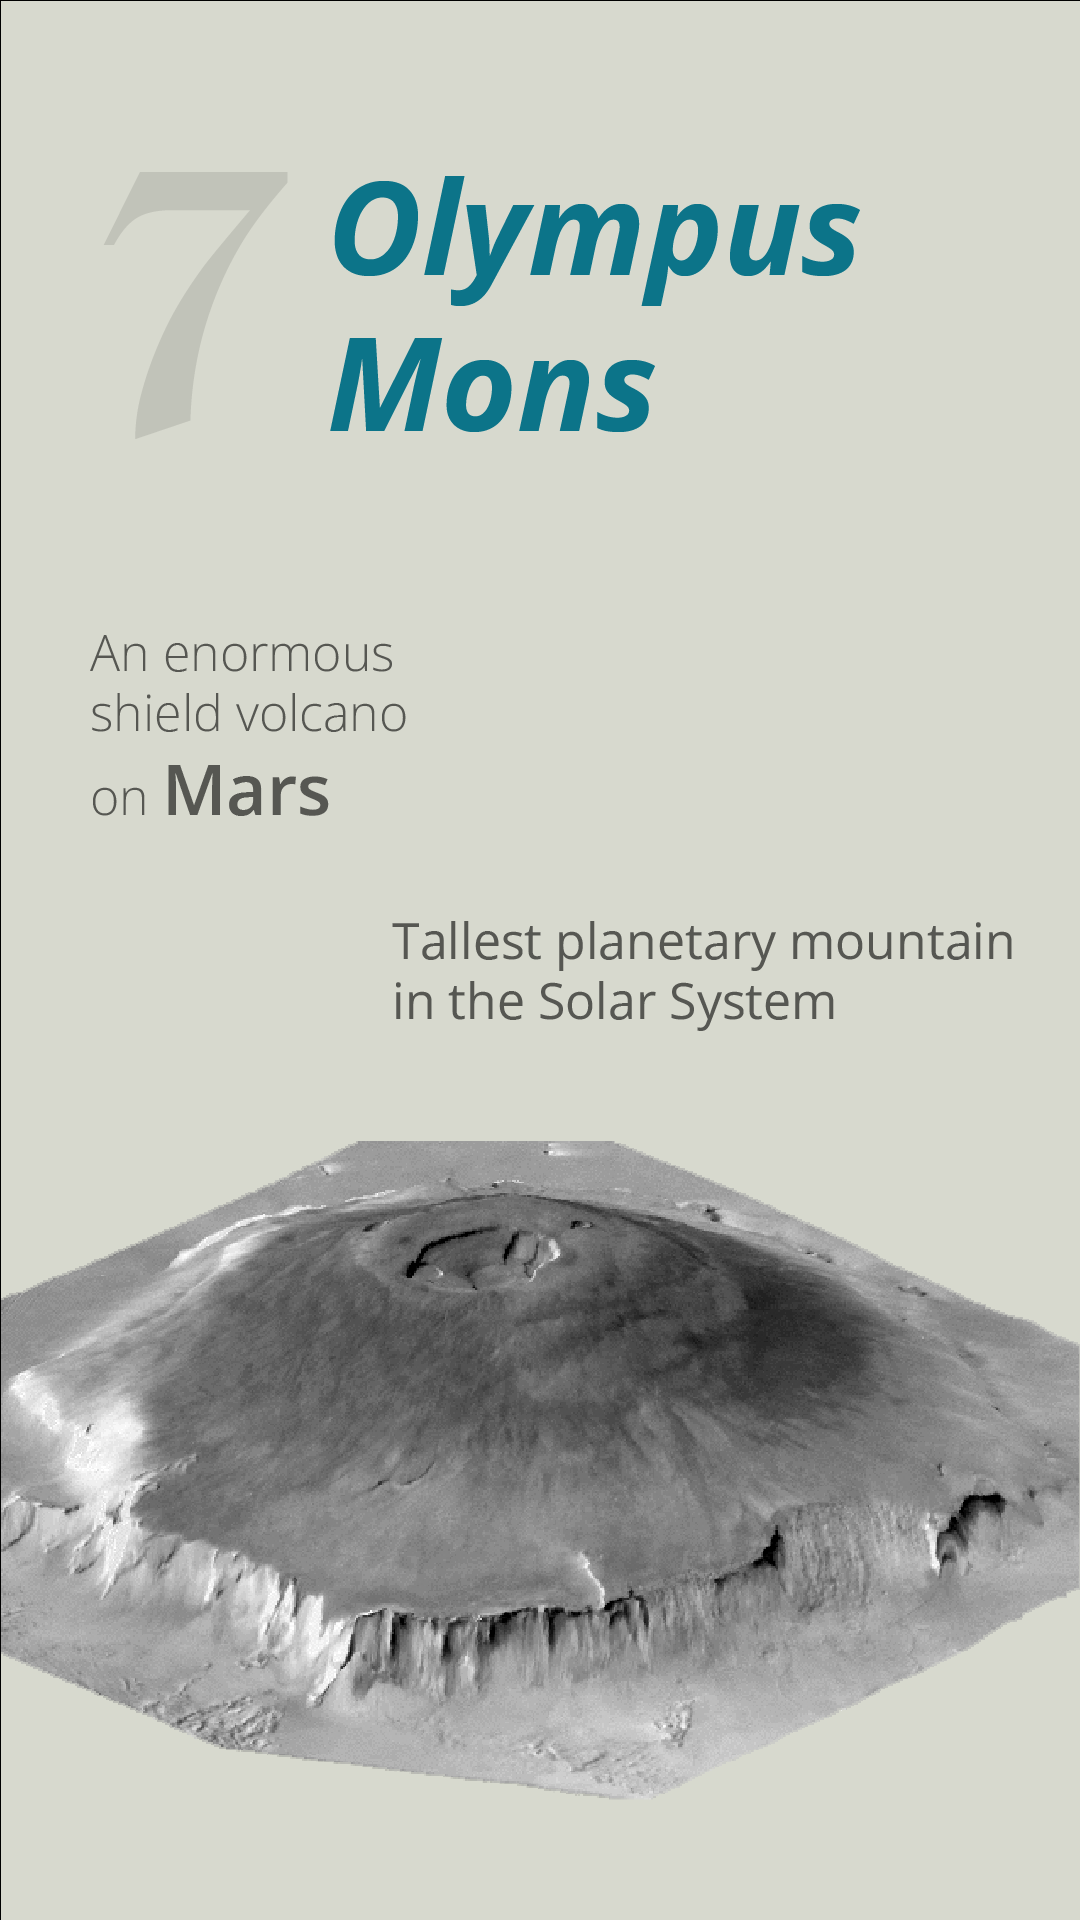 7
Olympus
Mons
An enormous
shield volcano
on Mars
Tallest planetary mountain
in the Solar System